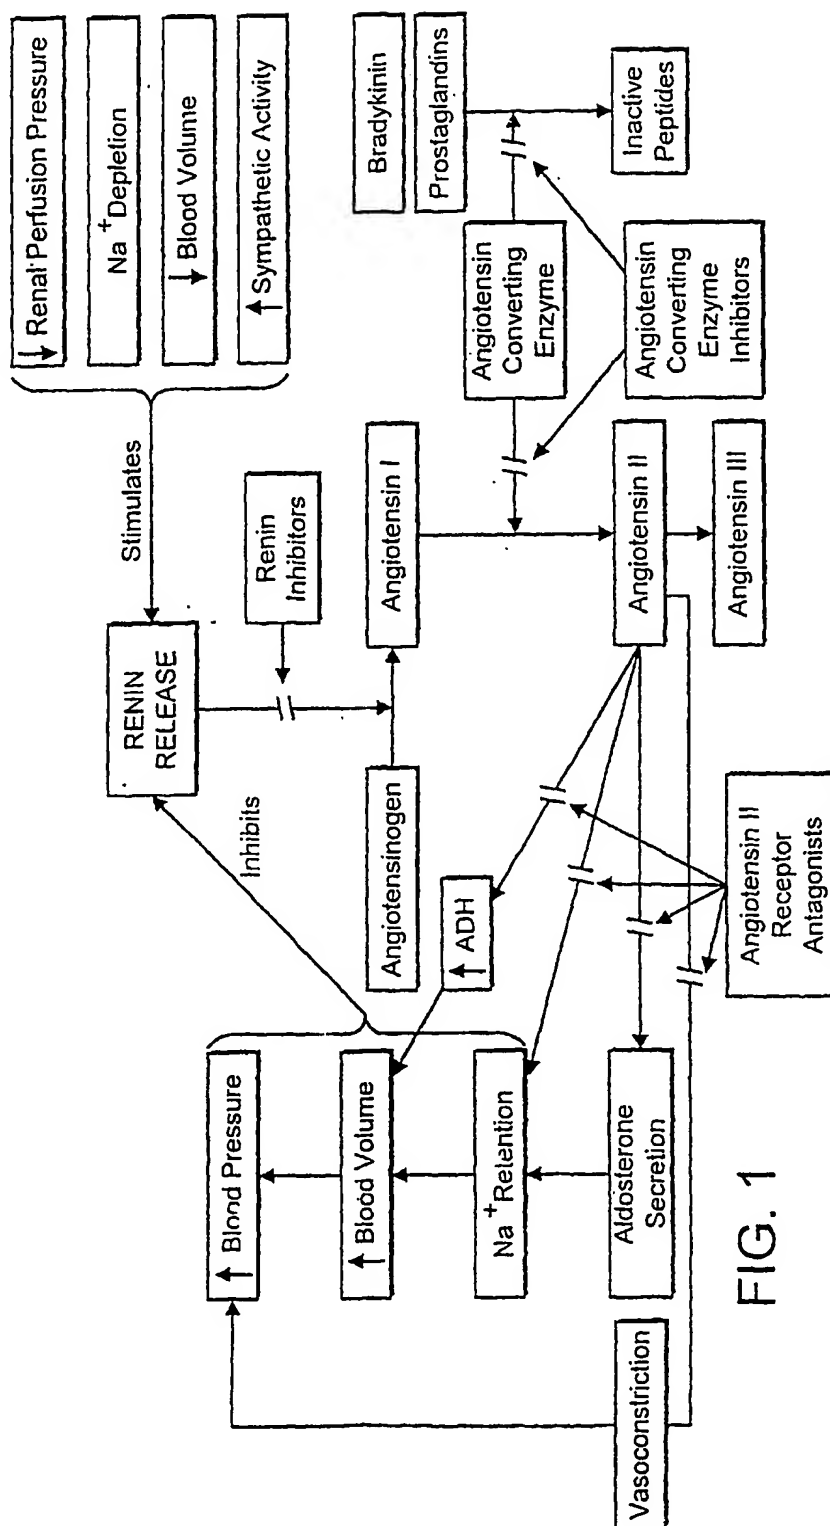 ↓ Renal Perfusion Pressure
Na+ Depletion
↓ Blood Volume
↑ Sympathetic Activity
Stimulates
RENIN
RELEASE
Renin
Inhibitors
Inhibits
↑ Blood Pressure
↑ Blood Volume
Na+ Retention
Aldosterone
Secretion
Vasoconstriction
↑ ADH
Angiotensinogen
Angiotensin I
Angiotensin II
Angiotensin III
Angiotensin
Converting
Enzyme
Bradykinin
Prostaglandins
Inactive
Peptides
Angiotensin
Converting
Enzyme
Inhibitors
Angiotensin II
Receptor
Antagonists
FIG. 1